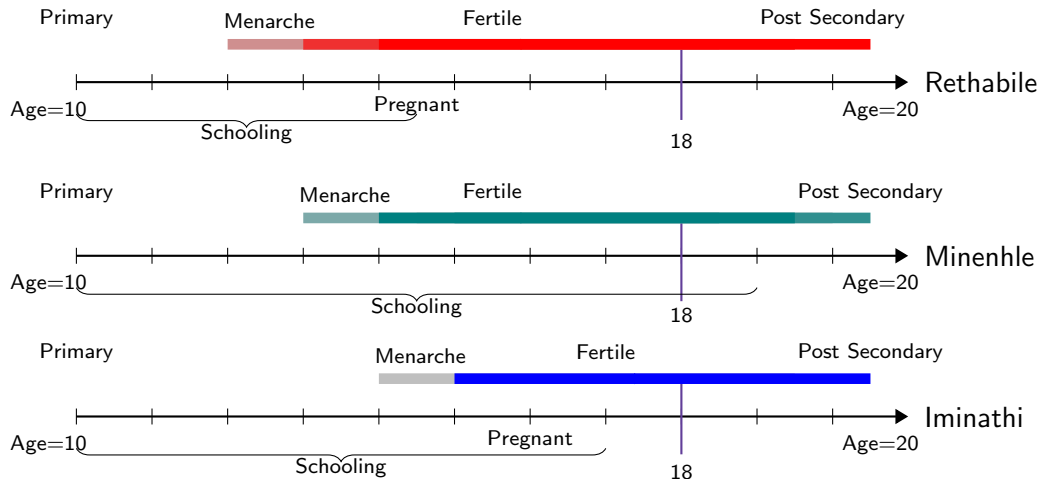 Primary Menarche Fertile Post Secondary
Age=10 Pregnant Age=20 Rethabile
Schooling
18
Primary Menarche Fertile Post Secondary
Age=10 Age=20 Minenhle
Schooling
18
Primary Menarche Fertile Post Secondary
Age=10 Pregnant Age=20 Iminathi
Schooling
18